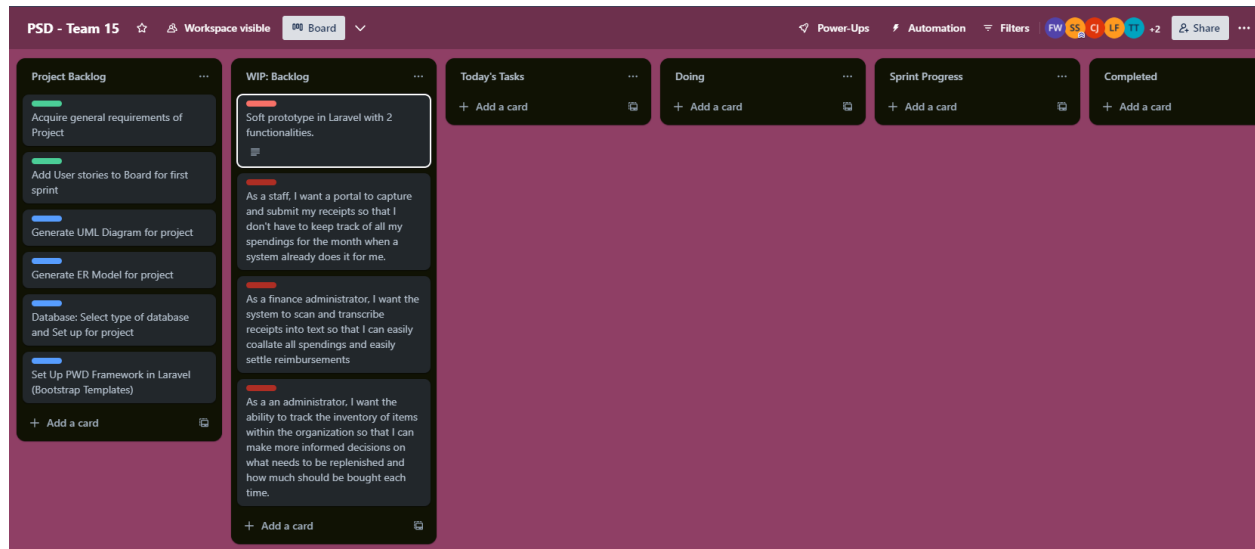 PSD - Team 15
Workspace visible
Board
Power-Ups
Automation
Filters
FW
SS
CJ
LF
TT
+2
Share
Project Backlog
Acquire general requirements of
Project
Add User stories to Board for first
sprint
Generate UML Diagram for project
Generate ER Model for project
Database: Select type of database
and Set up for project
Set Up PWD Framework in Laravel
(Bootstrap Templates)
+ Add a card
WIP: Backlog
Soft prototype in Laravel with 2
functionalities.
As a staff, I want a portal to capture
and submit my receipts so that I
don't have to keep track of all my
spendings for the month when a
system already does it for me.
As a finance administrator, I want the
system to scan and transcribe
receipts into text so that I can easily
coallate all spendings and easily
settle reimbursements
As a an administrator, I want the
ability to track the inventory of items
within the organization so that I can
make more informed decisions on
what needs to be replenished and
how much should be bought each
time.
+ Add a card
Today's Tasks
+ Add a card
Doing
+ Add a card
Sprint Progress
+ Add a card
Completed
+ Add a card